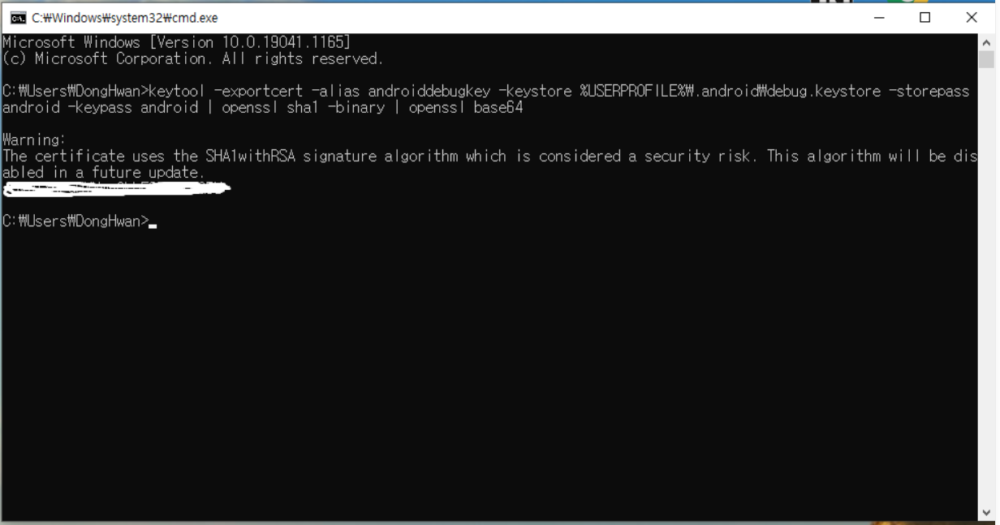 C:₩Windows₩system32₩cmd.exe
Microsoft Windows [Version 10.0.19041.1165]
(c) Microsoft Corporation. All rights reserved.
C:₩Users₩DongHwan>keytool -exportcert -alias androiddebugkey -keystore %USERPROFILE%₩.android₩debug.keystore -storepass
android -keypass android | openssl sha1 -binary | openssl base64
Warning:
The certificate uses the SHA1withRSA signature algorithm which is considered a security risk. This algorithm will be dis
abled in a future update.
C:₩Users₩DongHwan>